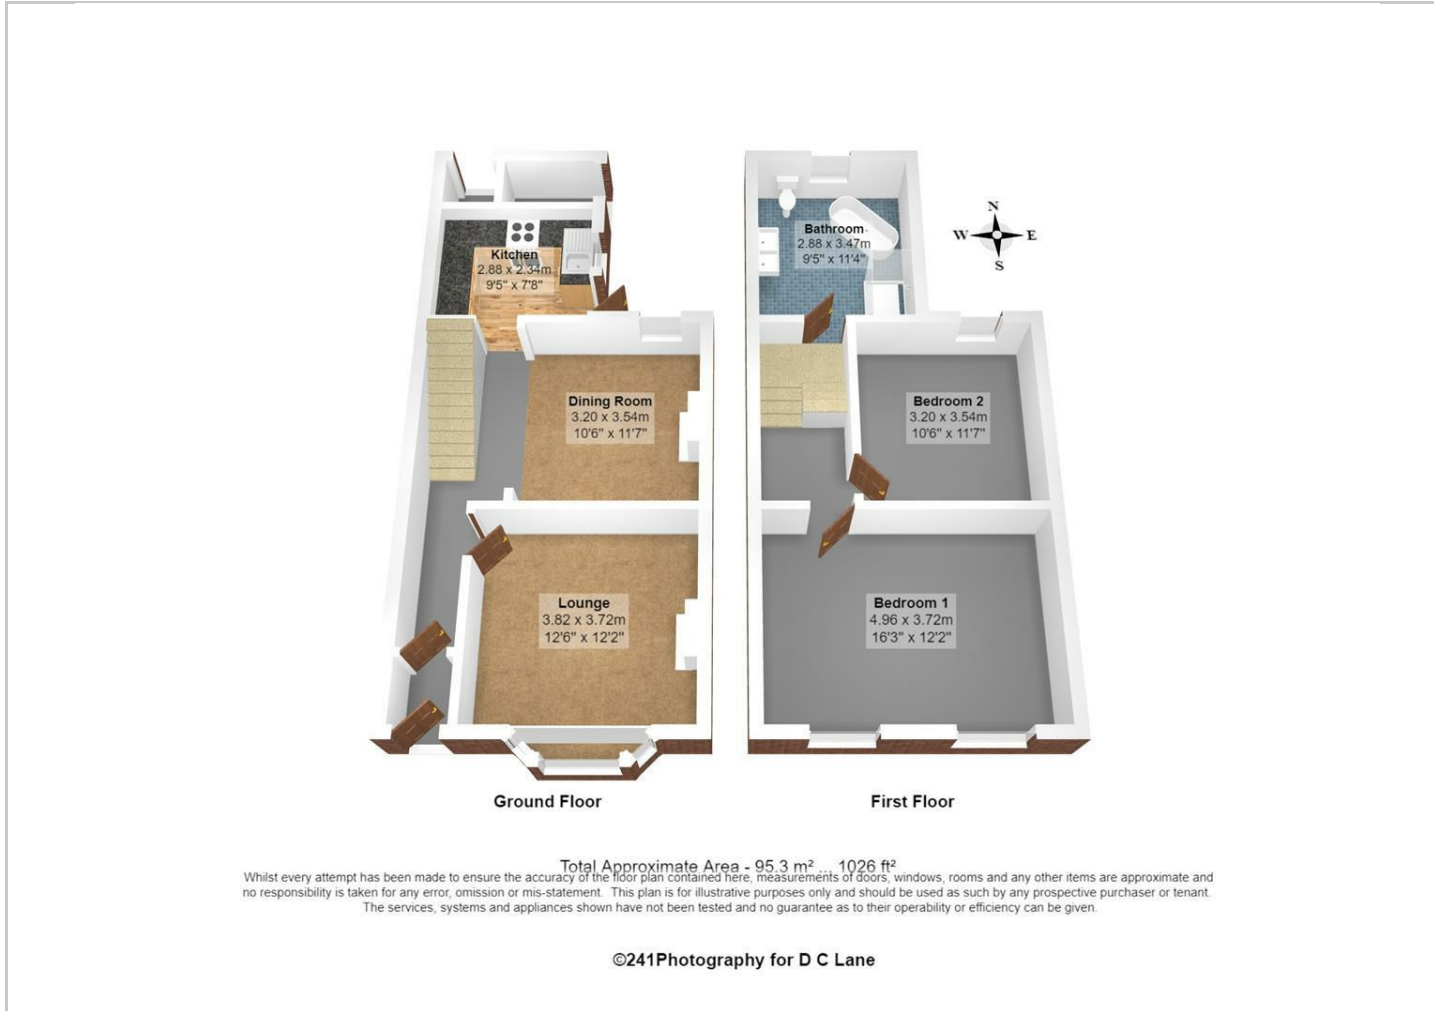 Kitchen
2.88 x 2.34m
9'5" x 7'8"
Dining Room
3.20 x 3.54m
10'6" x 11'7"
Lounge
3.82 x 3.72m
12'6" x 12'2"
Ground Floor
Bathroom
2.88 x 3.47m
9'5" x 11'4"
N
W E
S
Bedroom 2
3.20 x 3.54m
10'6" x 11'7"
Bedroom 1
4.96 x 3.72m
16'3" x 12'2"
First Floor
Total Approximate Area - 95.3 m² ... 1026 ft²
Whilst every attempt has been made to ensure the accuracy of the floor plan contained here, measurements of doors, windows, rooms and any other items are approximate and
no responsibility is taken for any error, omission or mis-statement. This plan is for illustrative purposes only and should be used as such by any prospective purchaser or tenant.
The services, systems and appliances shown have not been tested and no guarantee as to their operability or efficiency can be given.
©241Photography for D C Lane